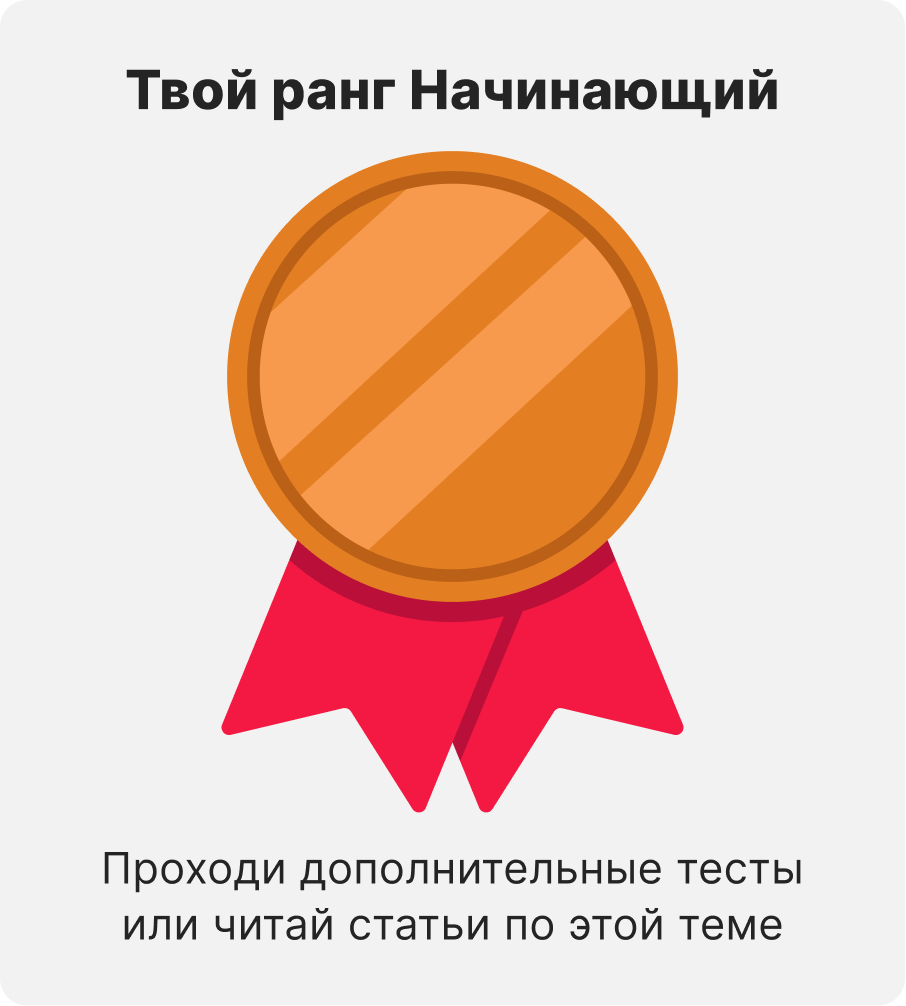 Твой ранг Начинающий
Проходи дополнительные тесты
или читай статьи по этой теме